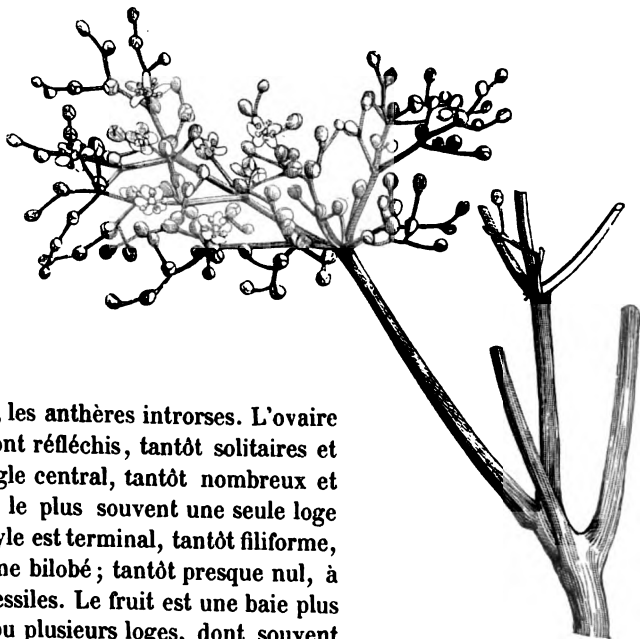 , les anthères introrses. L'ovaire
ont réfléchis, tantôt solitaires et
gle central, tantôt nombreux et
le plus souvent une seule loge
yle est terminal, tantôt filiforme,
ne bilobé; tantôt presque nul, à
essiles. Le fruit est une baie plus
ou plusieurs loges, dont souvent